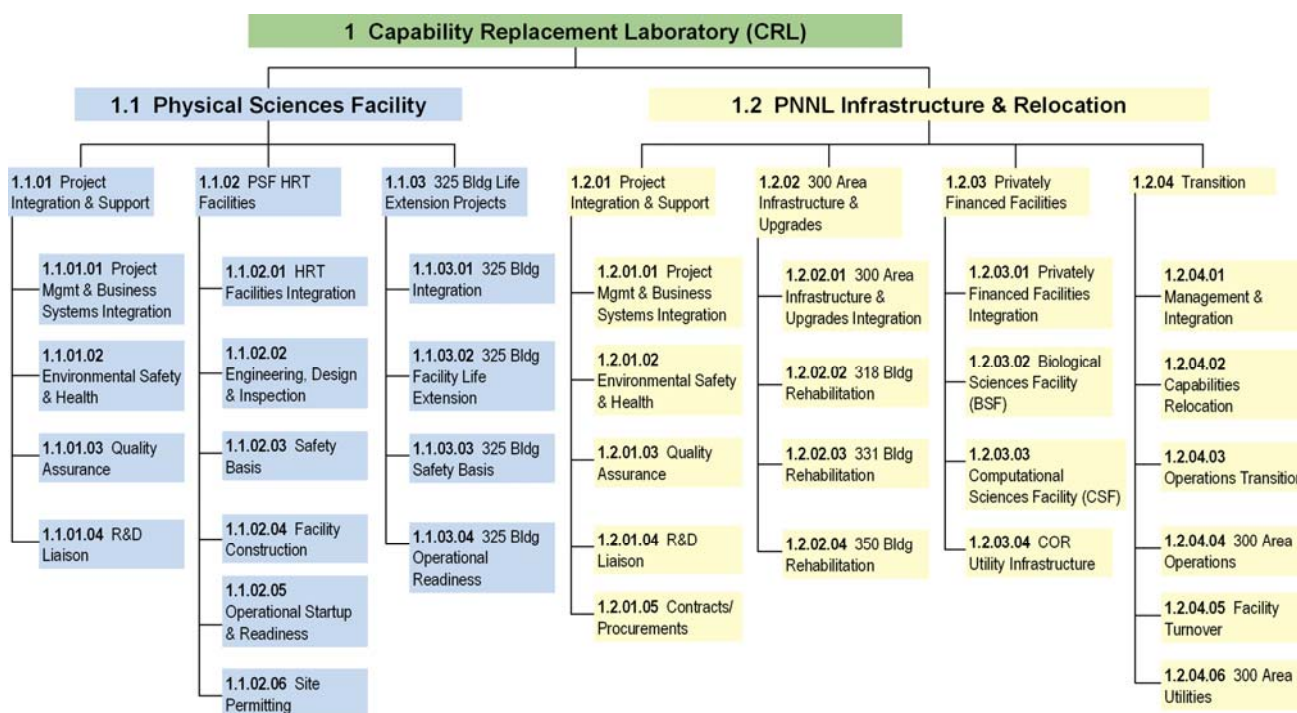 1 Capability Replacement Laboratory (CRL)
1.1 Physical Sciences Facility
1.2 PNNL Infrastructure & Relocation
1.1.01 Project
Integration & Support
1.1.01.01 Project
Mgmt & Business
Systems Integration
1.1.01.02
Environmental Safety
& Health
1.1.01.03 Quality
Assurance
1.1.01.04 R&D
Liaison
1.1.02 PSF HRT
Facilities
1.1.02.01 HRT
Facilities Integration
1.1.02.02
Engineering, Design
& Inspection
1.1.02.03 Safety
Basis
1.1.02.04 Facility
Construction
1.1.02.05
Operational Startup
& Readiness
1.1.02.06 Site
Permitting
1.1.03 325 Bldg Life
Extension Projects
1.1.03.01 325 Bldg
Integration
1.1.03.02 325 Bldg
Facility Life
Extension
1.1.03.03 325 Bldg
Safety Basis
1.1.03.04 325 Bldg
Operational
Readiness
1.2.01 Project
Integration & Support
1.2.01.01 Project
Mgmt & Business
Systems Integration
1.2.01.02
Environmental Safety
& Health
1.2.01.03 Quality
Assurance
1.2.01.04 R&D
Liaison
1.2.01.05 Contracts/
Procurements
1.2.02 300 Area
Infrastructure &
Upgrades
1.2.02.01 300 Area
Infrastructure &
Upgrades Integration
1.2.02.02 318 Bldg
Rehabilitation
1.2.02.03 331 Bldg
Rehabilitation
1.2.02.04 350 Bldg
Rehabilitation
1.2.03 Privately
Financed Facilities
1.2.03.01 Privately
Financed Facilities
Integration
1.2.03.02 Biological
Sciences Facility
(BSF)
1.2.03.03
Computational
Sciences Facility (CSF)
1.2.03.04 COR
Utility Infrastructure
1.2.04 Transition
1.2.04.01
Management &
Integration
1.2.04.02
Capabilities
Relocation
1.2.04.03
Operations Transition
1.2.04.04 300 Area
Operations
1.2.04.05 Facility
Turnover
1.2.04.06 300 Area
Utilities